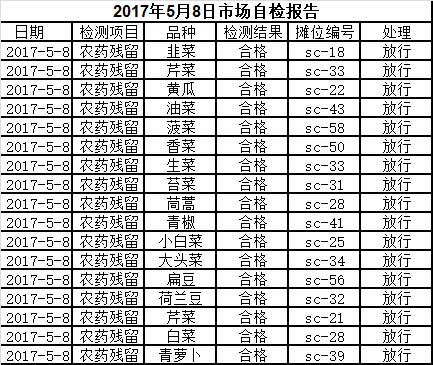 2017年5月8日市场自检报告
日期 检测项目 品种 检测结果 摊位编号 处理
2017-5-8 农药残留 韭菜 合格 sc-18 放行
2017-5-8 农药残留 芹菜 合格 sc-33 放行
2017-5-8 农药残留 黄瓜 合格 sc-22 放行
2017-5-8 农药残留 油菜 合格 sc-43 放行
2017-5-8 农药残留 菠菜 合格 sc-58 放行
2017-5-8 农药残留 香菜 合格 sc-50 放行
2017-5-8 农药残留 生菜 合格 sc-33 放行
2017-5-8 农药残留 苔菜 合格 sc-31 放行
2017-5-8 农药残留 茼蒿 合格 sc-28 放行
2017-5-8 农药残留 青椒 合格 sc-41 放行
2017-5-8 农药残留 小白菜 合格 sc-25 放行
2017-5-8 农药残留 大头菜 合格 sc-34 放行
2017-5-8 农药残留 扁豆 合格 sc-56 放行
2017-5-8 农药残留 荷兰豆 合格 sc-32 放行
2017-5-8 农药残留 芹菜 合格 sc-21 放行
2017-5-8 农药残留 白菜 合格 sc-28 放行
2017-5-8 农药残留 青萝卜 合格 sc-39 放行